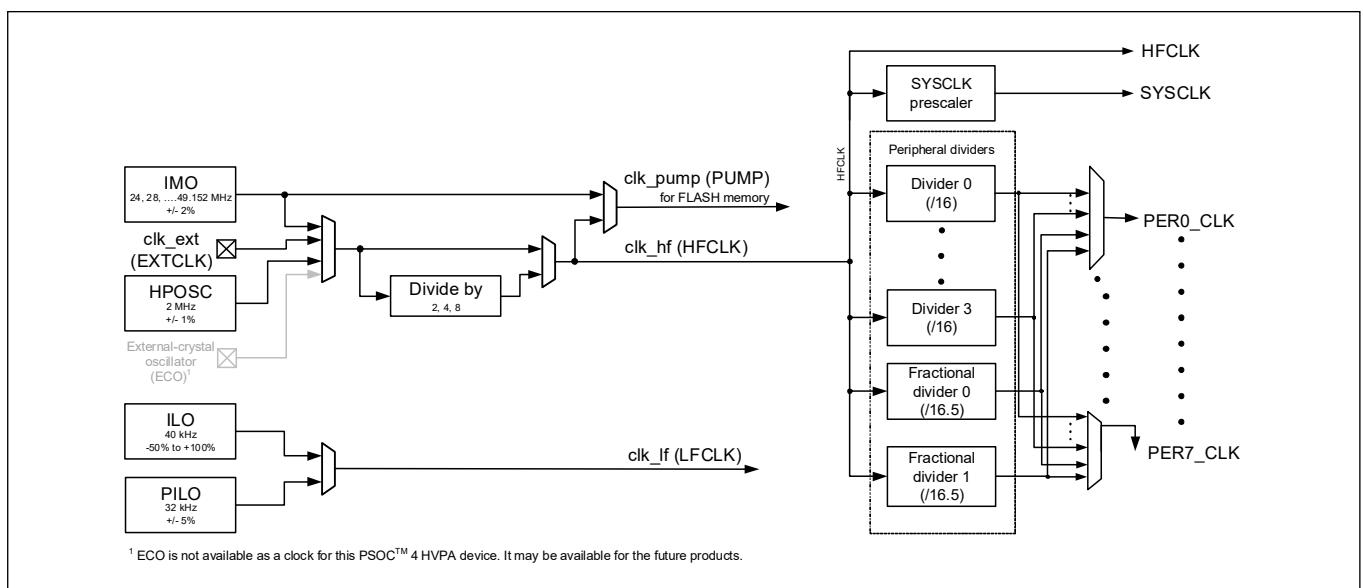 HFCLK
SYSCLK
prescaler
SYSCLK
HFCLK
Peripheral dividers
IMO
24, 28, ....49.152 MHz
+/- 2%
clk_pump (PUMP)
for FLASH memory
Divider 0
(/16)
PER0_CLK
clk_ext
(EXTCLK)
clk_hf (HFCLK)
HPOSC
2 MHz
+/- 1%
Divide by
2, 4, 8
Divider 3
(/16)
External-crystal
oscillator
(ECO)1
Fractional
divider 0
(/16.5)
ILO
40 kHz
-50% to +100%
clk_lf (LFCLK)
PER7_CLK
Fractional
divider 1
(/16.5)
PILO
32 kHz
+/- 5%
1 ECO is not available as a clock for this PSOC™ 4 HVPA device. It may be available for the future products.